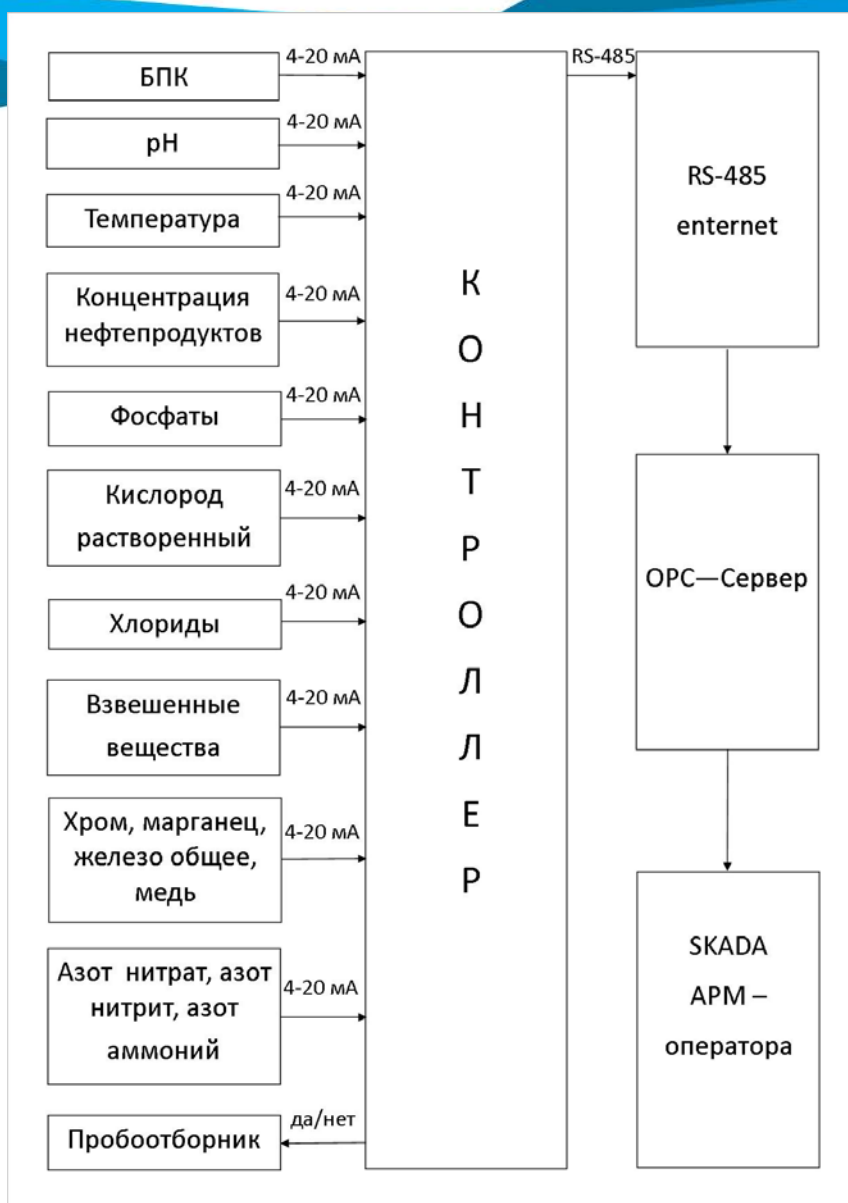 БПК
4-20 мА
pH
4-20 мА
Температура
4-20 мА
Концентрация
нефтепродуктов
4-20 мА
Фосфаты
4-20 мА
Кислород
растворенный
4-20 мА
Хлориды
4-20 мА
Взвешенные
вещества
4-20 мА
Хром, марганец,
железо общее,
медь
4-20 мА
Азот нитрат, азот
нитрит, азот
аммоний
4-20 мА
Пробоотборник
да/нет
К
О
Н
Т
Р
О
Л
Л
Е
Р
RS-485
RS-485
enternet
OPC—Сервер
SKADA
АРМ –
оператора